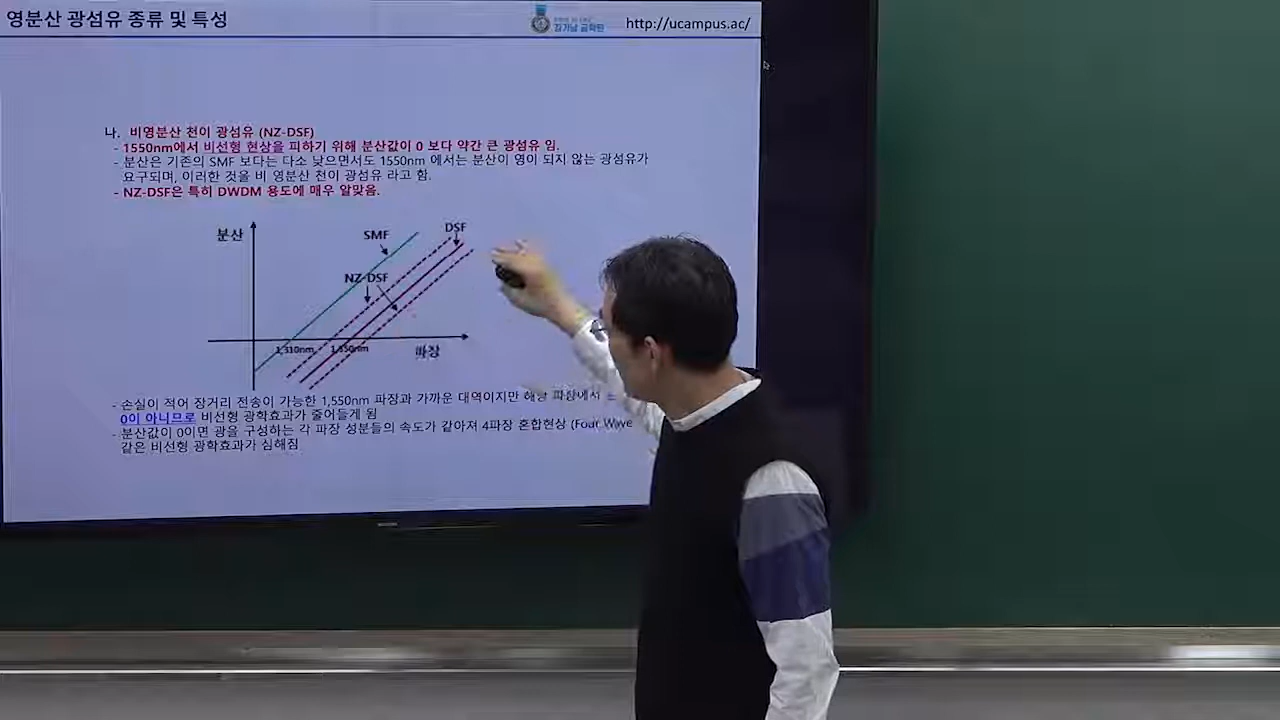 영분산 광섬유 종류 및 특성
김기남 공학원
http://ucampus.ac/
나. 비영분산 천이 광섬유 (NZ-DSF)
- 1550nm에서 비선형 현상을 피하기 위해 분산값이 0 보다 약간 큰 광섬유 임.
- 분산은 기존의 SMF 보다는 다소 낮으면서도 1550nm 에서는 분산이 영이 되지 않는 광섬유가
요구되며, 이러한 것을 비 영분산 천이 광섬유 라고 함.
- NZ-DSF은 특히 DWDM 용도에 매우 알맞음.
분산
SMF
DSF
NZ-DSF
1,310nm
1,550nm
파장
- 손실이 적어 장거리 전송이 가능한 1,550nm 파장과 가까운 대역이지만 해당 파장에서
0이 아니므로 비선형 광학효과가 줄어들게 됨
- 분산값이 0이면 광을 구성하는 각 파장 성분들의 속도가 같아져 4파장 혼합현상 (Four Wave
같은 비선형 광학효과가 심해짐